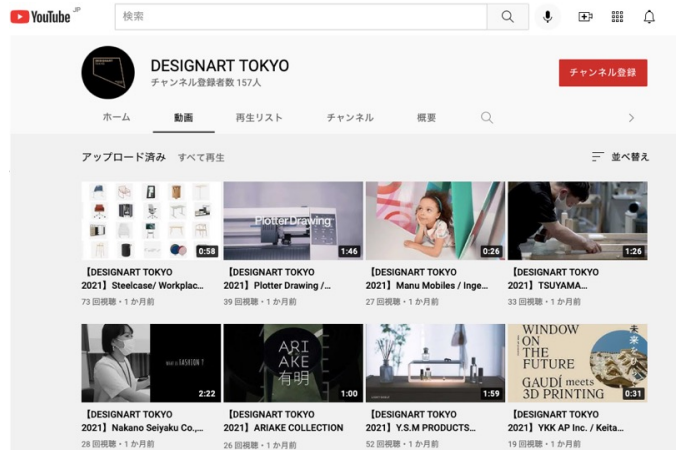 YouTube JP
検索
DESIGNART TOKYO
チャンネル登録者数 157人
チャンネル登録
ホーム 動画 再生リスト チャンネル 概要
アップロード済み すべて再生
並べ替え
0:58
Plotter Drawing
1:46
0:26
1:26
【DESIGNART TOKYO
2021】Steelcase/ Workplac...
73 回視聴・1 か月前
【DESIGNART TOKYO
2021】Plotter Drawing /...
39 回視聴・1 か月前
【DESIGNART TOKYO
2021】Manu Mobiles / Inge...
27 回視聴・1 か月前
【DESIGNART TOKYO
2021】TSUYAMA...
33 回視聴・1 か月前
WHAT IS FASHION ?
2:22
ARI
AKE
有明
1:00
1:59
WINDOW
ON
THE
FUTURE
GAUDÍ meets
3D PRINTING
未来を
0:31
【DESIGNART TOKYO
2021】Nakano Seiyaku Co.,...
28 回視聴・1 か月前
【DESIGNART TOKYO
2021】ARIAKE COLLECTION
26 回視聴・1 か月前
【DESIGNART TOKYO
2021】Y.S.M PRODUCTS...
52 回視聴・1 か月前
【DESIGNART TOKYO
2021】YKK AP Inc. / Keita...
19 回視聴・1 か月前